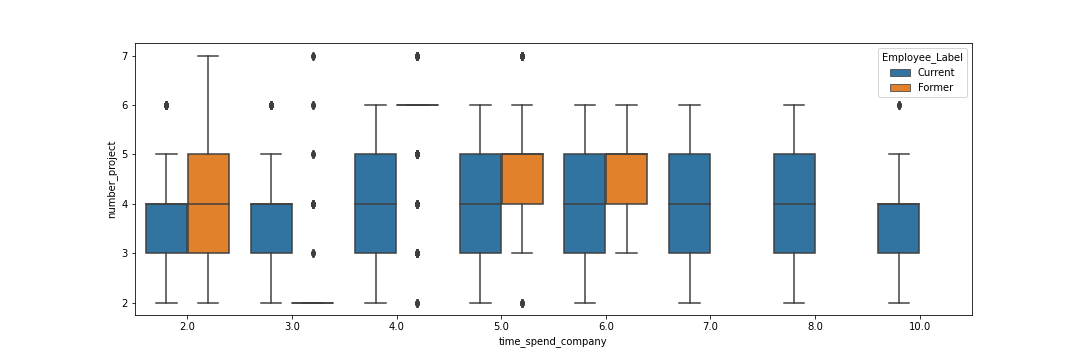 Employee_Label
Current
Former
number_project
7
6
5
4
3
2
2.0 3.0 4.0 5.0 6.0 7.0 8.0 10.0
time_spend_company